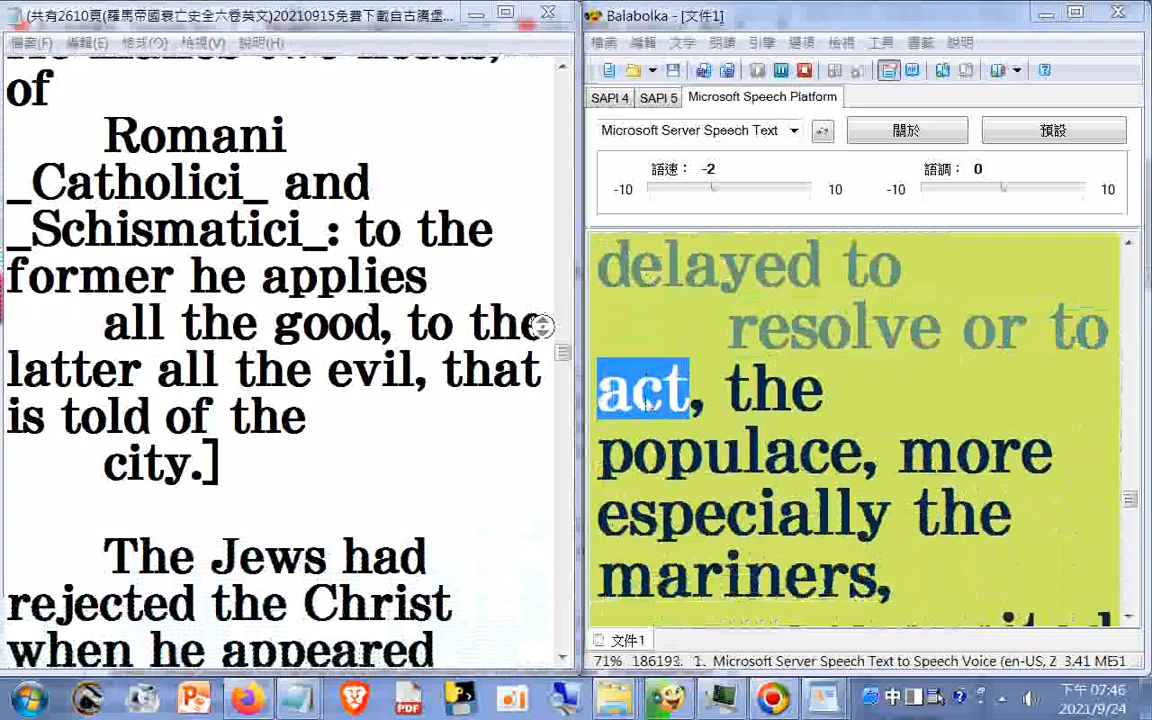 (共有2610頁(羅馬帝國衰亡史全六卷英文)20210915免費下載自古騰堡...
檔案(F) 編輯(E) 格式(O) 檢視(V) 說明(H)
of
Romani
_Catholici_ and
_Schismatici_: to the
former he applies
all the good, to the
latter all the evil, that
is told of the
city.]
The Jews had
rejected the Christ
when he appeared
Balabolka - [文件1]
檔案 編輯 文字 朗讀 引擎 選項 檢視 工具 書籤 說明
SAPI 4 SAPI 5 Microsoft Speech Platform
Microsoft Server Speech Text 關於 預設
語速: -2 語調: 0
-10 10 -10 10
delayed to
resolve or to
act, the
populace, more
especially the
mariners,
文件1
71% 186193. 1. Microsoft Server Speech Text to Speech Voice (en-US, Z 3.41 ME51
中 下午 07:46
2021/9/24